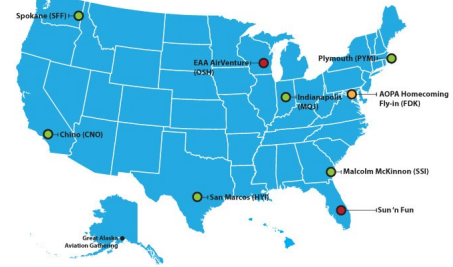 Spokane (SFF)
EAA AirVenture
(OSH)
Plymouth (PYM)
Indianapolis
(MQJ)
AOPA Homecoming
Fly-in (FDK)
Chino (CNO)
Malcolm McKinnon (SSI)
San Marcos (HYI)
Sun 'n Fun
Great Alaska
Aviation Gathering